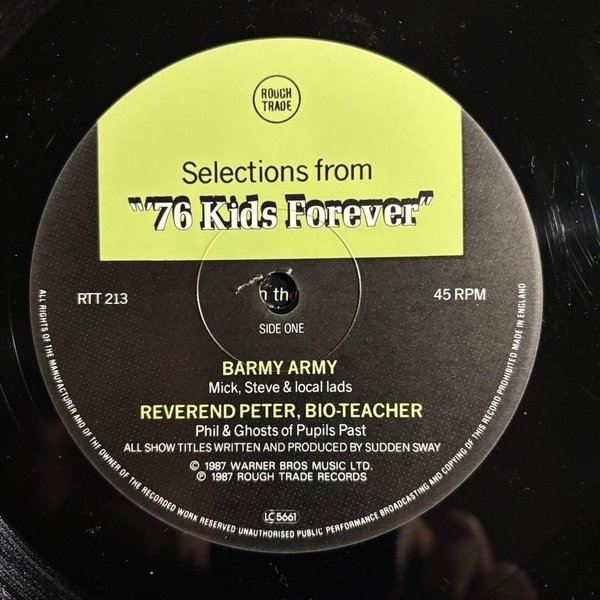 ROUGH
TRADE
Selections from
"'76 Kids Forever"
RTT 213
45 RPM
n the
SIDE ONE
BARMY ARMY
Mick, Steve & local lads
REVEREND PETER, BIO-TEACHER
Phil & Ghosts of Pupils Past
ALL SHOW TITLES WRITTEN AND PRODUCED BY SUDDEN SWAY
© 1987 WARNER BROS MUSIC LTD.
℗ 1987 ROUGH TRADE RECORDS
LC 5661
ALL RIGHTS OF THE MANUFACTURER AND OF THE OWNER OF THE RECORDED WORK RESERVED UNAUTHORISED PUBLIC PERFORMANCE BROADCASTING AND COPYING OF THIS RECORD PROHIBITED MADE IN ENGLAND